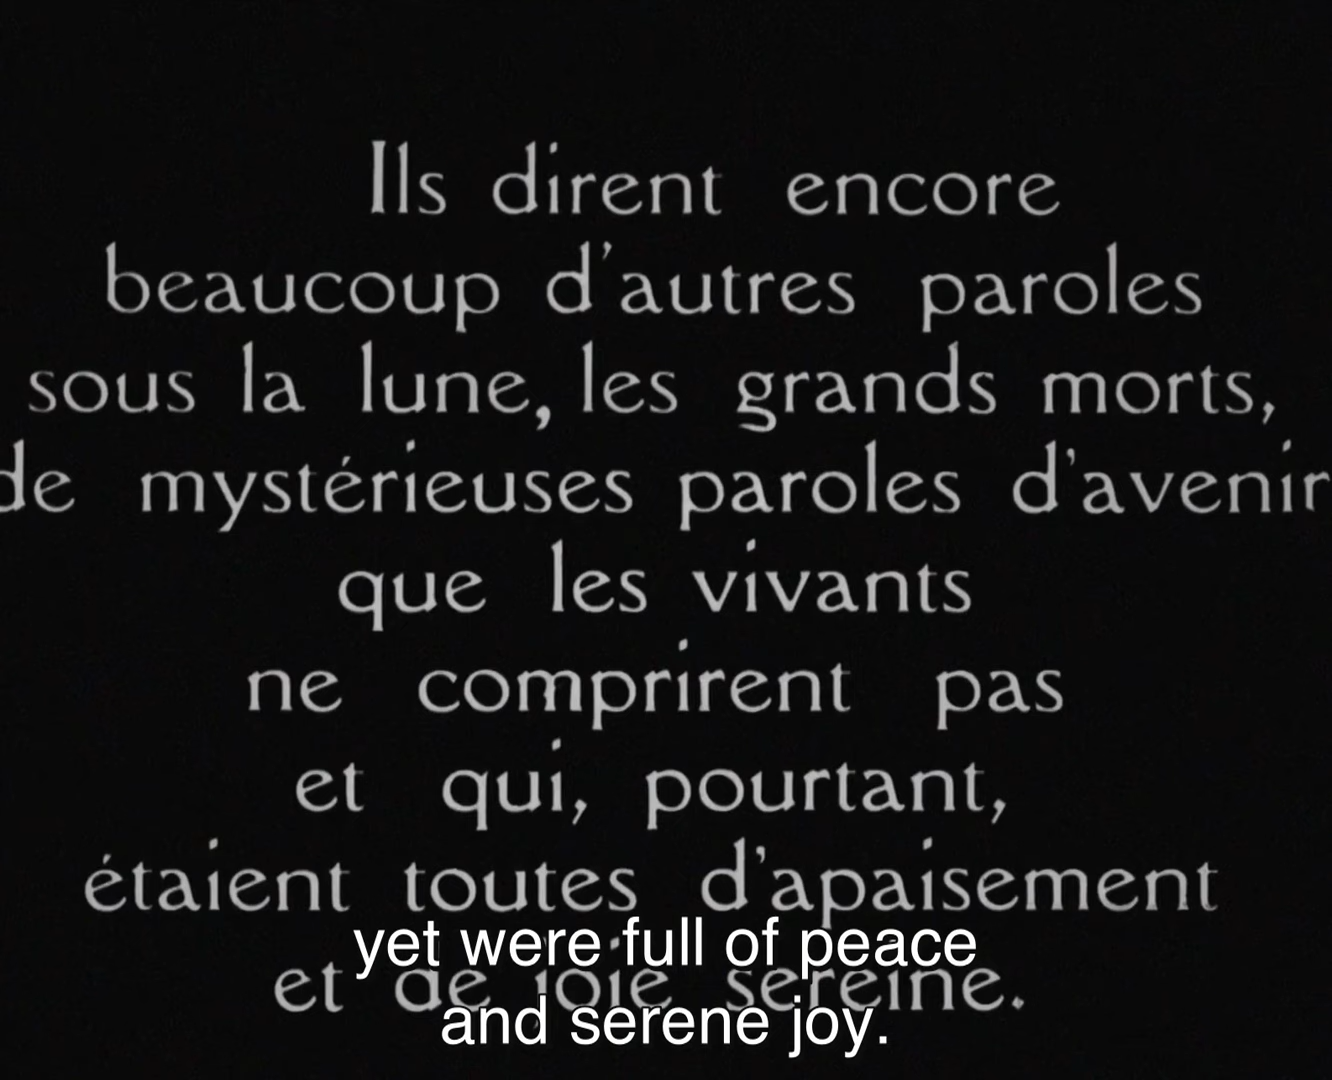 Ils dirent encore
beaucoup d'autres paroles
sous la lune, les grands morts,
de mystérieuses paroles d'avenir
que les vivants
ne comprirent pas
et qui, pourtant,
étaient toutes d'apaisement
yet were full of peace
et de joie sereine.
and serene joy.